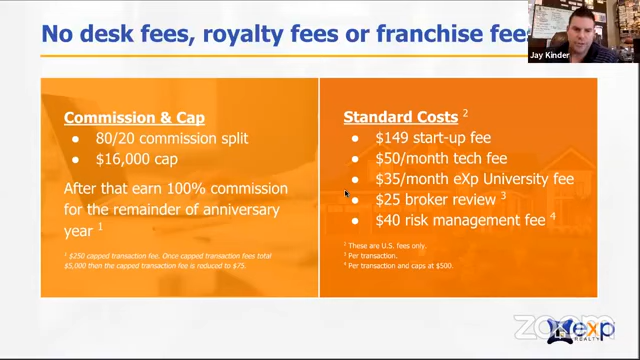 No desk fees, royalty fees or franchise fees
Jay Kinder
Commission & Cap
● 80/20 commission split
● $16,000 cap
After that earn 100% commission
for the remainder of anniversary
year ¹
¹ $250 capped transaction fee. Once capped transaction fees total
$5,000 then the capped transaction fee is reduced to $75.
Standard Costs ²
● $149 start-up fee
● $50/month tech fee
● $35/month eXp University fee
● $25 broker review ³
● $40 risk management fee ⁴
² These are U.S. fees only.
³ Per transaction.
⁴ Per transaction and caps at $500.
zoom
exp
REALTY